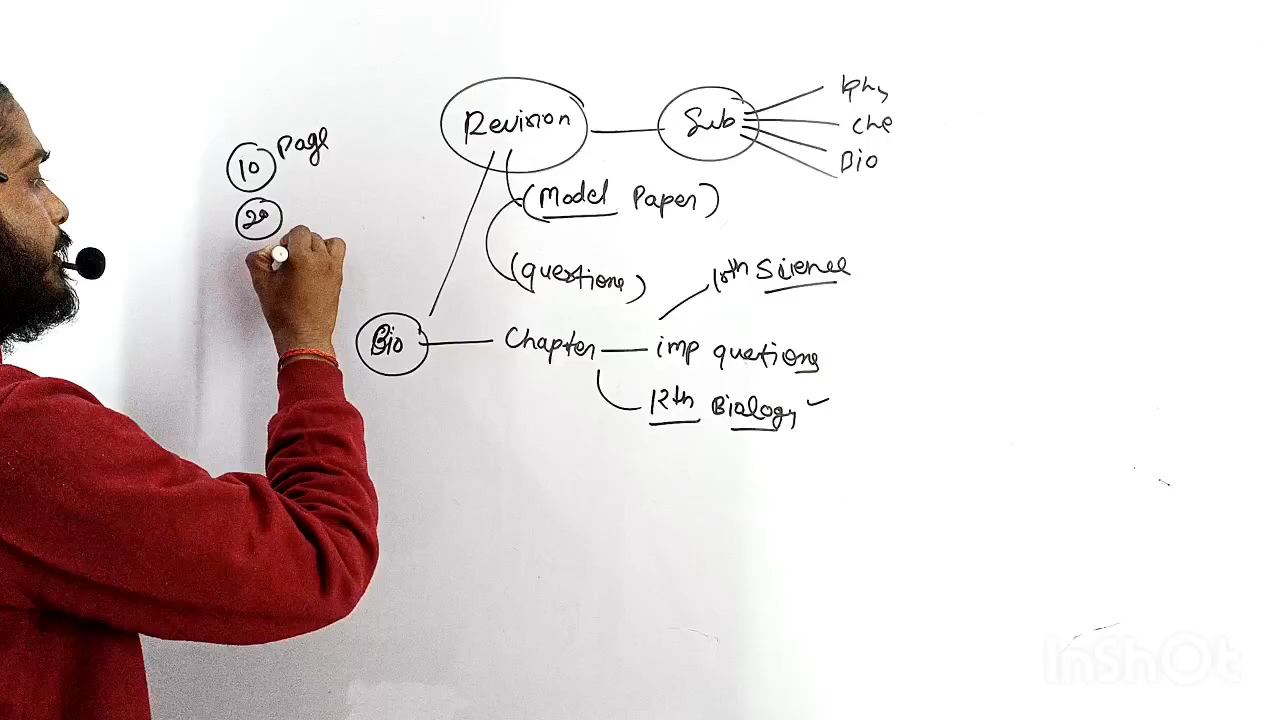 Revision
Sub
Phy
Che
Bio
10 Page
20
(Model Paper)
(questions)
10th Science
Bio
Chapter
imp questions
12th Biology
InShOt